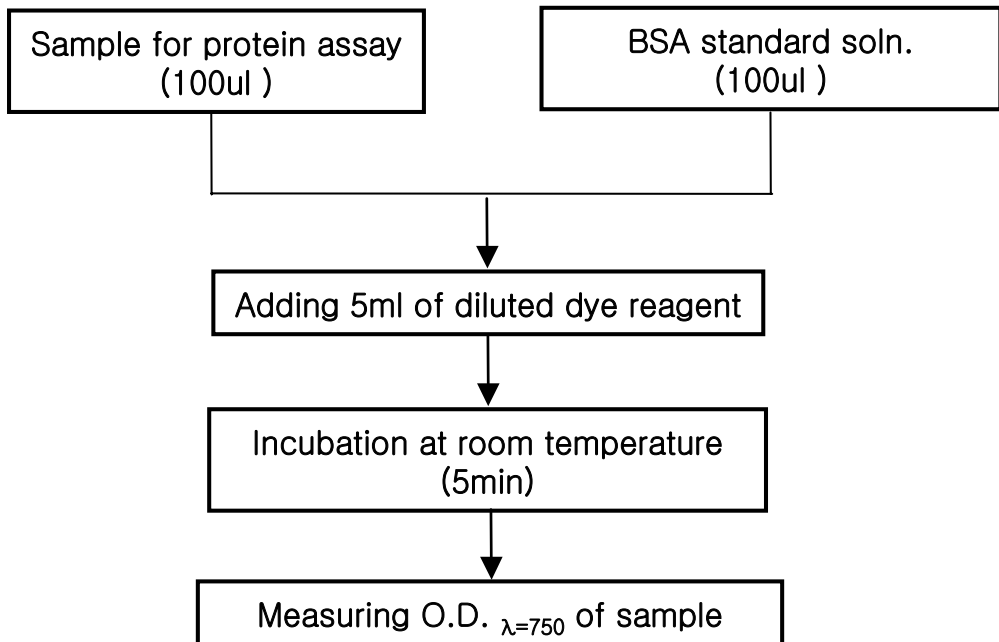 Sample for protein assay
(100ul )
BSA standard soln.
(100ul )
Adding 5ml of diluted dye reagent
Incubation at room temperature
(5min)
Measuring O.D. λ=750 of sample